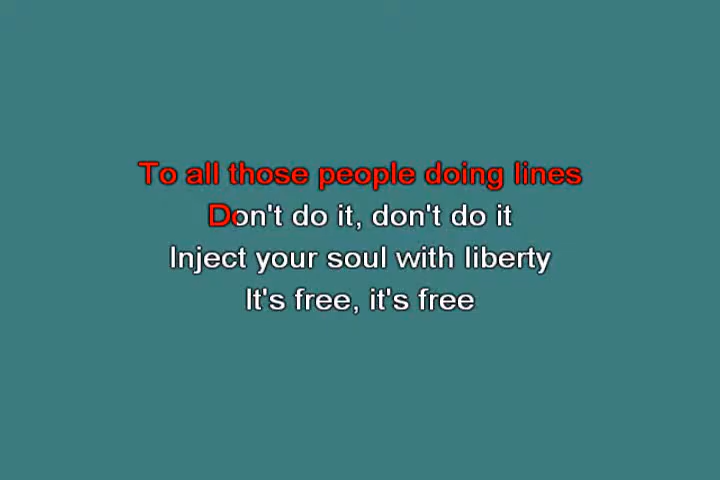 To all those people doing lines
Don't do it, don't do it
Inject your soul with liberty
It's free, it's free